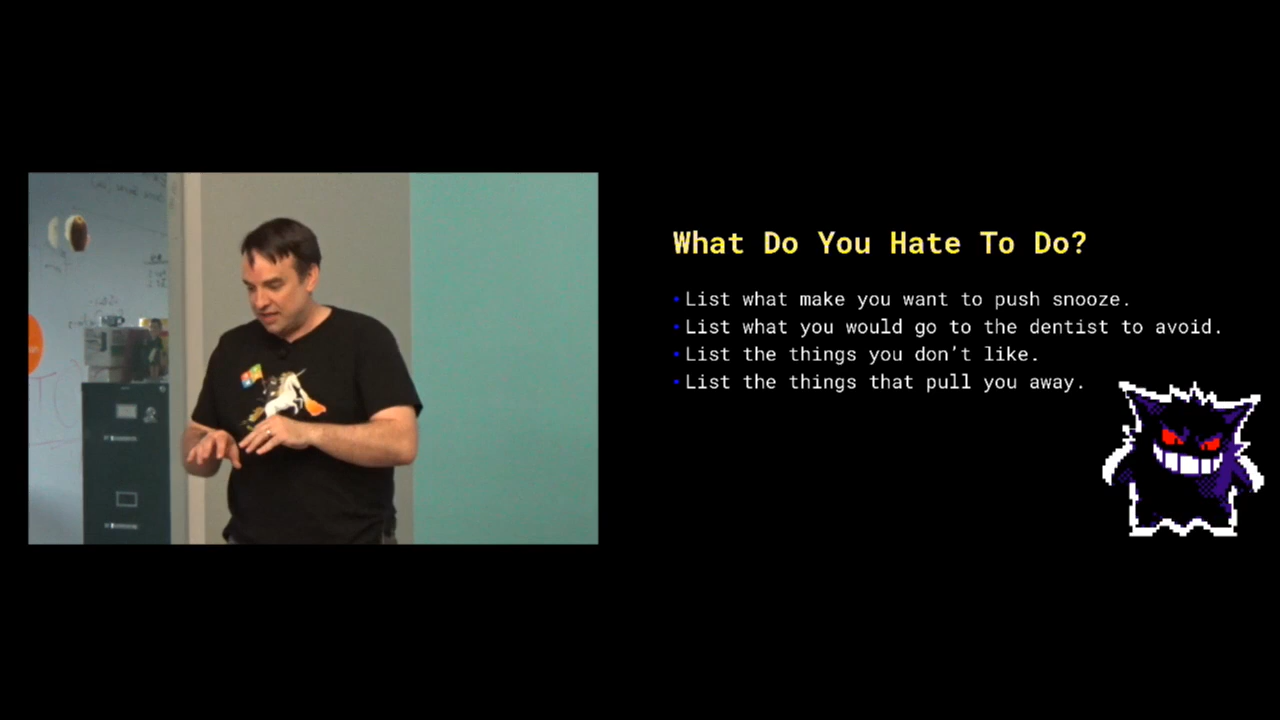 What Do You Hate To Do?
• List what make you want to push snooze.
• List what you would go to the dentist to avoid.
• List the things you don’t like.
• List the things that pull you away.